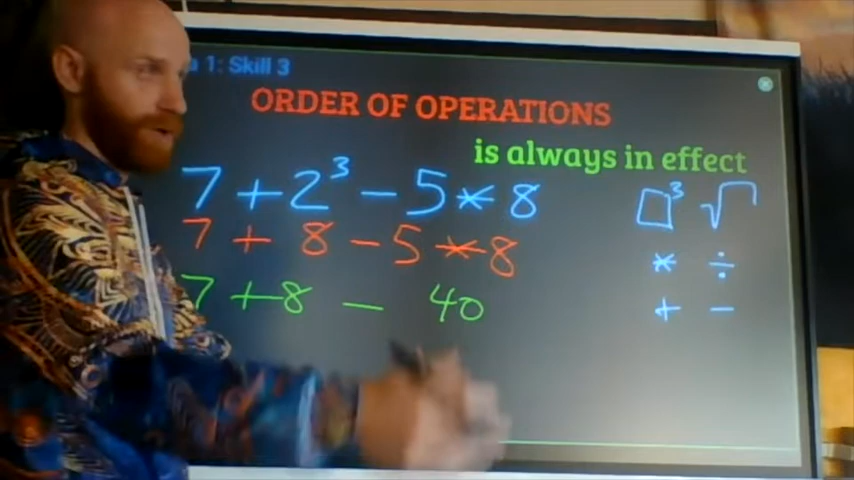 1: Skill 3
ORDER OF OPERATIONS
is always in effect
7 + 2³ - 5 * 8
□³ √
7 + 8 - 5 * 8
* ÷
7 + 8 - 40
+ -